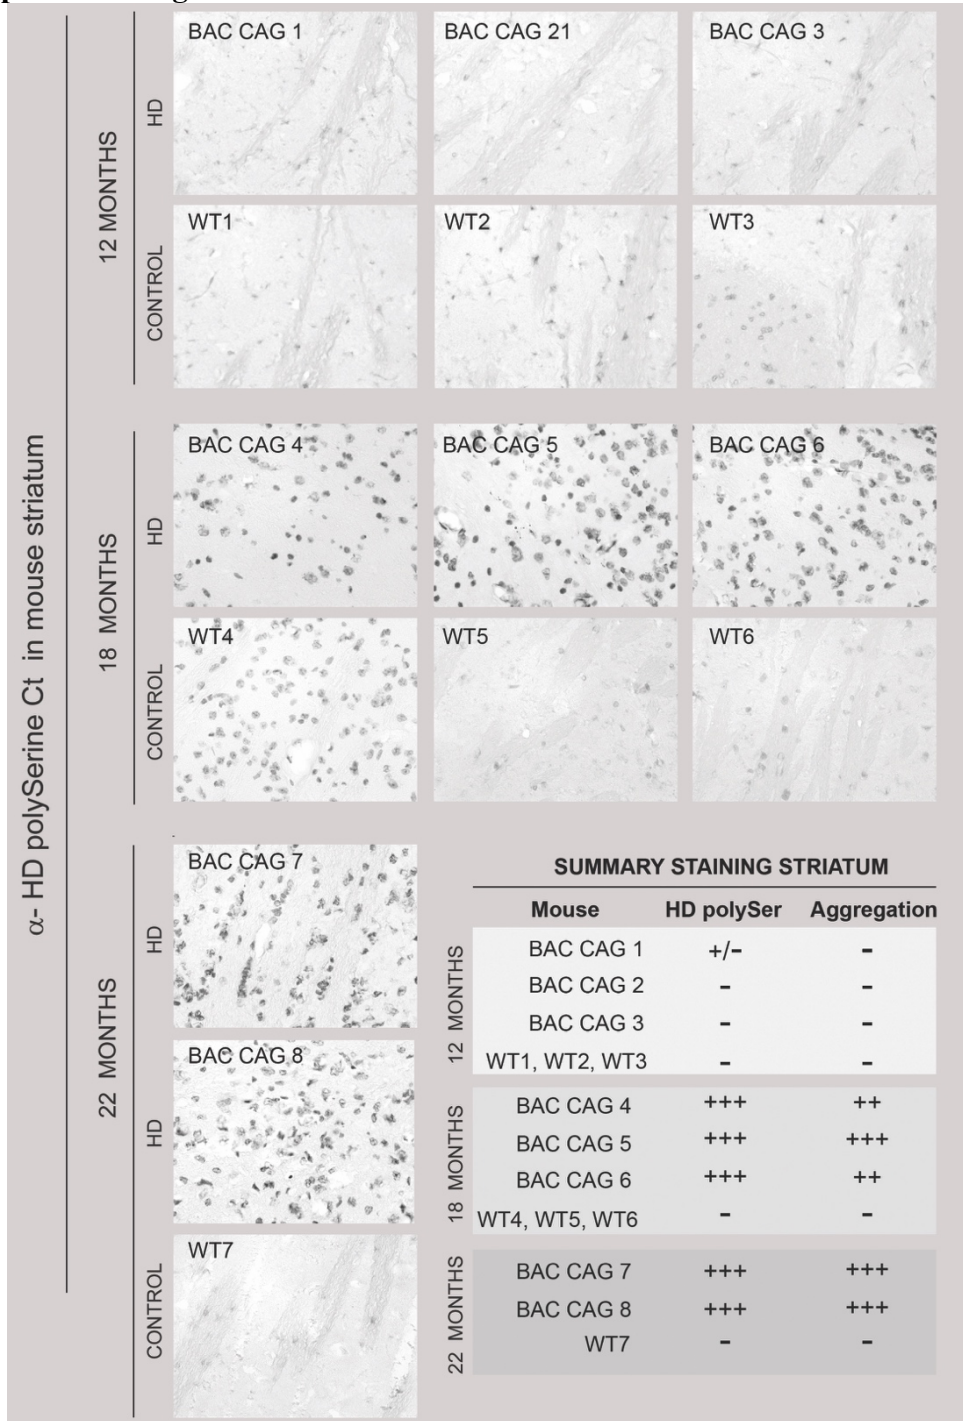 α- HD polySerine Ct in mouse striatum
12 MONTHS
HD
BAC CAG 1
BAC CAG 21
BAC CAG 3
CONTROL
WT1
WT2
WT3
18 MONTHS
HD
BAC CAG 4
BAC CAG 5
BAC CAG 6
CONTROL
WT4
WT5
WT6
22 MONTHS
HD
BAC CAG 7
HD
BAC CAG 8
CONTROL
WT7
SUMMARY STAINING STRIATUM
Mouse HD polySer Aggregation
12 MONTHS
BAC CAG 1 +/- -
BAC CAG 2 - -
BAC CAG 3 - -
WT1, WT2, WT3 - -
18 MONTHS
BAC CAG 4 +++ ++
BAC CAG 5 +++ +++
BAC CAG 6 +++ ++
WT4, WT5, WT6 - -
22 MONTHS
BAC CAG 7 +++ +++
BAC CAG 8 +++ +++
WT7 - -